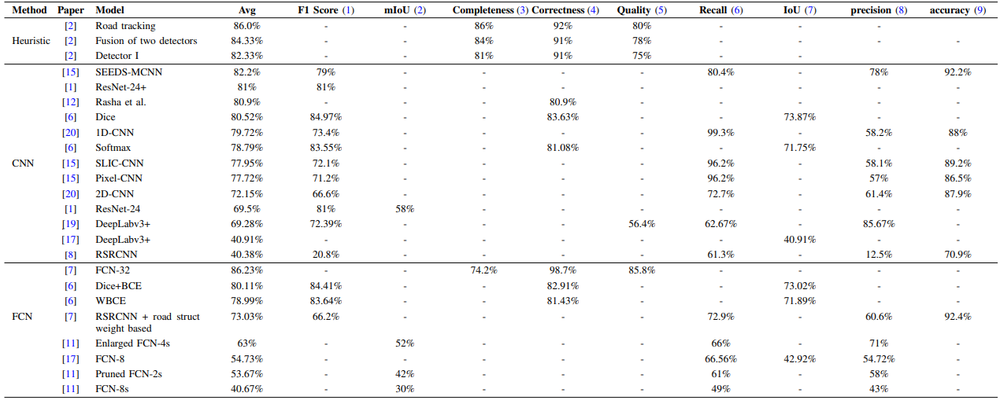 Method Paper Model Avg F1 Score (1) mIoU (2) Completeness (3) Correctness (4) Quality (5) Recall (6) IoU (7) precision (8) accuracy (9)
[2] Road tracking 86.0% - - 86% 92% 80% - - -
Heuristic [2] Fusion of two detectors 84.33% - - 84% 91% 78% - - - -
[2] Detector I 82.33% - - 81% 91% 75% - - - -
[15] SEEDS-MCNN 82.2% 79% - - - - 80.4% - 78% 92.2%
[1] ResNet-24+ 81% 81% - - - - - - - -
[12] Rasha et al. 80.9% - - - 80.9% - - - - -
[6] Dice 80.52% 84.97% - - 83.63% - - 73.87% - -
[20] 1D-CNN 79.72% 73.4% - - - - 99.3% - 58.2% 88%
[6] Softmax 78.79% 83.55% - - 81.08% - - 71.75% - -
CNN [15] SLIC-CNN 77.95% 72.1% - - - - 96.2% - 58.1% 89.2%
[15] Pixel-CNN 77.72% 71.2% - - - - 96.2% - 57% 86.5%
[20] 2D-CNN 72.15% 66.6% - - - - 72.7% - 61.4% 87.9%
[1] ResNet-24 69.5% 81% 58% - - - - - - -
[19] DeepLabv3+ 69.28% 72.39% - - - 56.4% 62.67% - 85.67% -
[17] DeepLabv3+ 40.91% - - - - - - 40.91% - -
[8] RSRCNN 40.38% 20.8% - - - - 61.3% - 12.5% 70.9%
[7] FCN-32 86.23% - - 74.2% 98.7% 85.8% - - - -
[6] Dice+BCE 80.11% 84.41% - - 82.91% - - 73.02% - -
[6] WBCE 78.99% 83.64% - - 81.43% - - 71.89% - -
FCN [7] RSRCNN + road struct 73.03% 66.2% - - - - 72.9% - 60.6% 92.4%
weight based
[11] Enlarged FCN-4s 63% - 52% - - - 66% - 71% -
[17] FCN-8 54.73% - - - - - 66.56% 42.92% 54.72% -
[11] Pruned FCN-2s 53.67% - 42% - - - 61% - 58% -
[11] FCN-8s 40.67% - 30% - - - 49% - 43% -